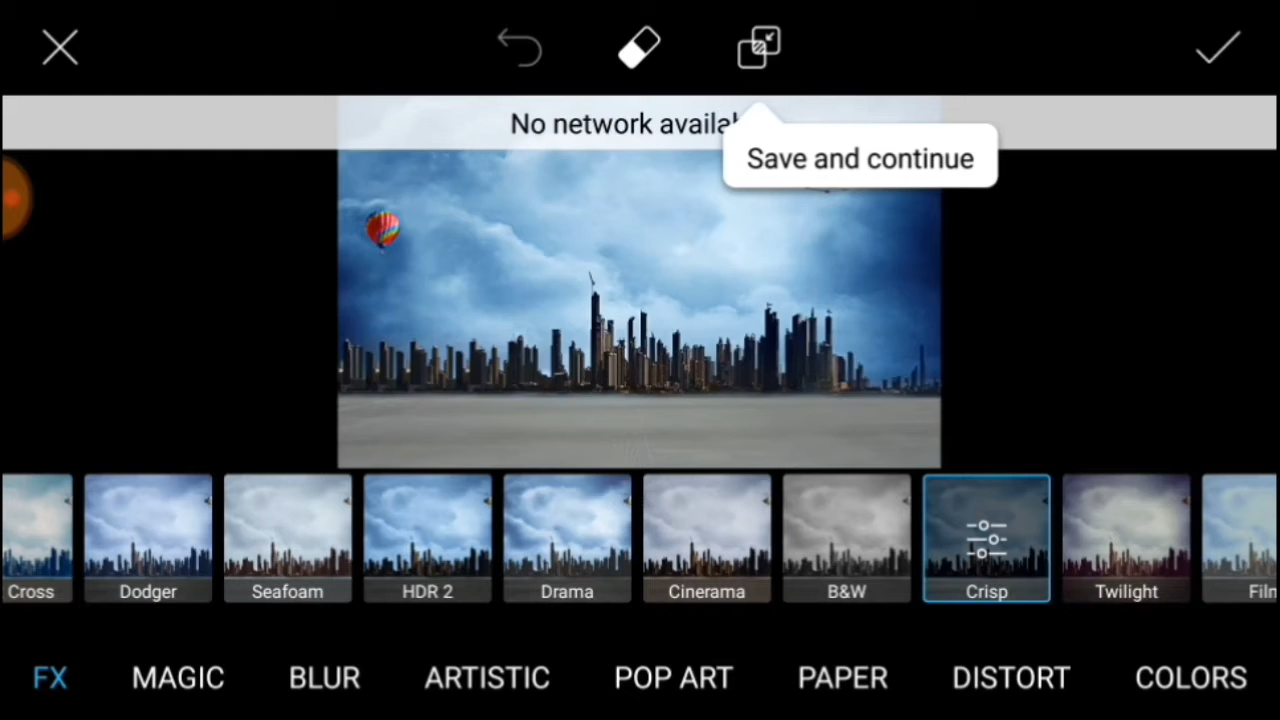 No network availa
Save and continue
Cross
Dodger
Seafoam
HDR 2
Drama
Cinerama
B&W
Crisp
Twilight
FX
MAGIC
BLUR
ARTISTIC
POP ART
PAPER
DISTORT
COLORS